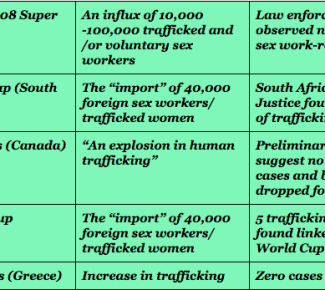 08 Super
An influx of 10,000
-100,000 trafficked and
/or voluntary sex
workers
Law enforc
observed n
sex work-r
up (South
The "import" of 40,000
foreign sex workers/
trafficked women
South Afric
Justice fou
of trafficki
s (Canada)
"An explosion in human
trafficking"
Preliminar
suggest no
cases and b
dropped fo
up
The "import" of 40,000
foreign sex workers/
trafficked women
5 traffickin
found linke
World Cup
s (Greece)
Increase in trafficking
Zero cases